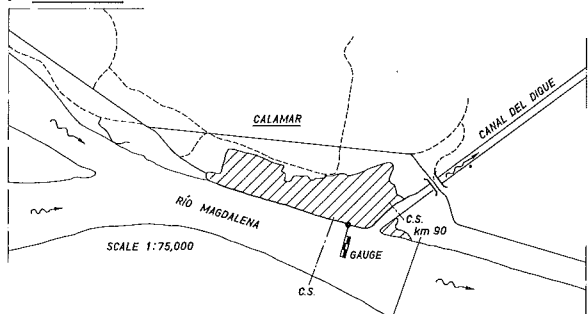 CALAMAR
CANAL DEL DIQUE
RÍO MAGDALENA
C.S.
km 90
SCALE 1:75,000
GAUGE
C.S.